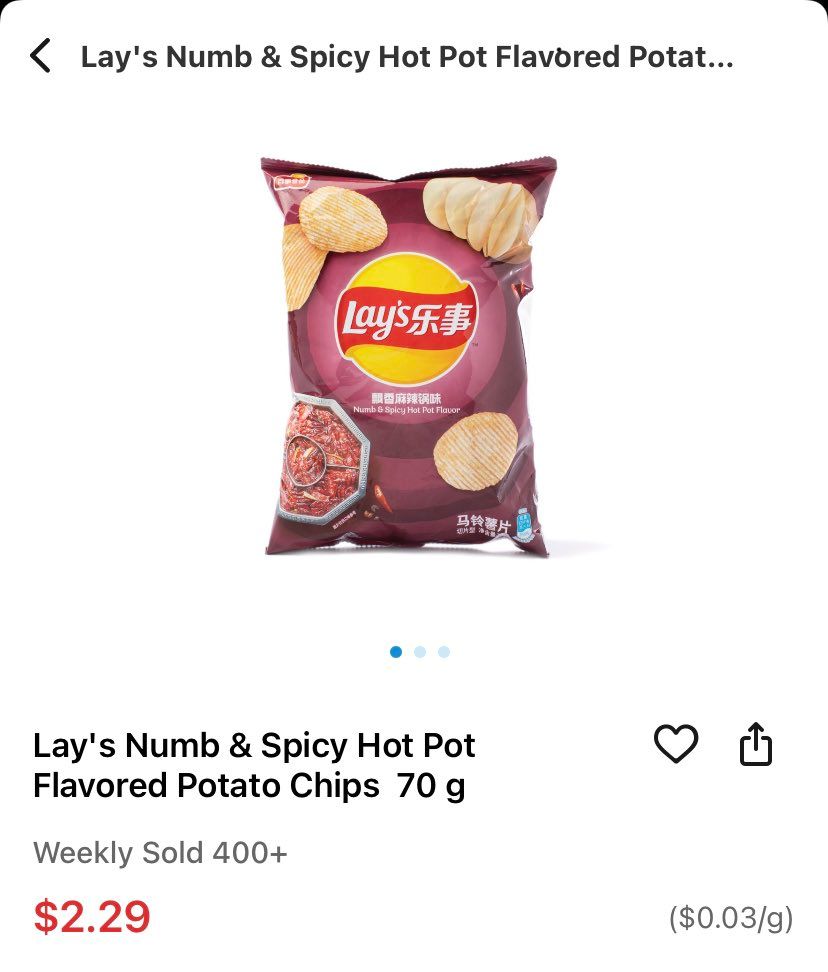 Lay's Numb & Spicy Hot Pot Flavored Potat...
Lay's乐事
飘香麻辣锅味
Numb & Spicy Hot Pot Flavor
马铃薯片
Lay's Numb & Spicy Hot Pot
Flavored Potato Chips 70 g
Weekly Sold 400+
$2.29
($0.03/g)